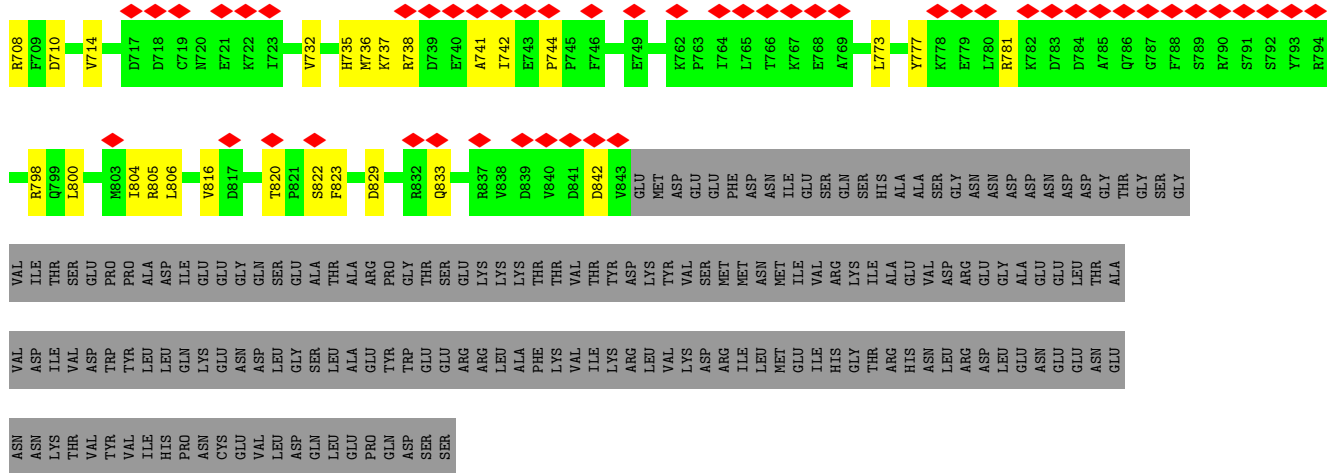 R708 F709 D710 V714 D717 D718 C719 N720 E721 K722 I723 V732 H735 M736 K737 R738 D739 E740 A741 I742 E743 P744 P745 F746 E749 K762 P763 I764 L765 T766 K767 E768 A769 L773 Y777 K778 E779 L780 R781 K782 D783 D784 A785 Q786 G787 F788 S789 R790 S791 S792 Y793 R794
R798 Q799 L800 M803 I804 R805 L806 V816 D817 T820 P821 S822 F823 D829 R832 Q833 R837 V838 D839 V840 D841 D842 V843 GLU MET ASP GLU GLU PHE ASP ASN ILE GLU SER GLN SER HIS ALA ALA SER GLY ASN ASN ASP ASP ASN ASP ASP GLY THR GLY SER GLY
VAL ILE THR SER GLU PRO PRO ALA ASP ILE GLU GLU GLY GLN SER GLU ALA THR ALA ARG PRO GLY THR SER GLU LYS LYS LYS THR THR VAL THR TYR ASP LYS TYR VAL SER MET MET ASN MET ILE VAL ARG LYS ILE ALA GLU VAL ASP ARG GLU GLY ALA GLU GLU LEU THR ALA
VAL ASP ILE VAL ASP TRP TYR LEU LEU GLN LYS GLU ASN ASP LEU GLY SER LEU ALA GLU TYR TRP GLU GLU ARG ARG LEU ALA PHE LYS VAL ILE LYS ARG LEU VAL LYS ASP ARG ILE LEU MET GLU ILE HIS GLY THR ARG HIS ASN LEU ARG ASP LEU GLU ASN GLU GLU ASN GLU
ASN ASN LYS THR VAL TYR VAL ILE HIS PRO ASN CYS GLU VAL LEU ASP GLN LEU GLU PRO GLN ASP SER SER